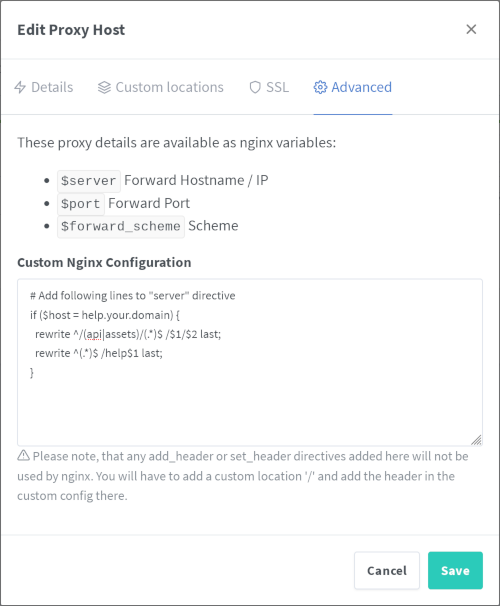 Edit Proxy Host
Details
Custom locations
SSL
Advanced
These proxy details are available as nginx variables:
$server Forward Hostname / IP
$port Forward Port
$forward_scheme Scheme
Custom Nginx Configuration
# Add following lines to "server" directive
if ($host = help.your.domain) {
rewrite ^/(api|assets)/(.*)$ /$1/$2 last;
rewrite ^(.*)$ /help$1 last;
}
Please note, that any add_header or set_header directives added here will not be
used by nginx. You will have to add a custom location '/' and add the header in the
custom config there.
Cancel
Save